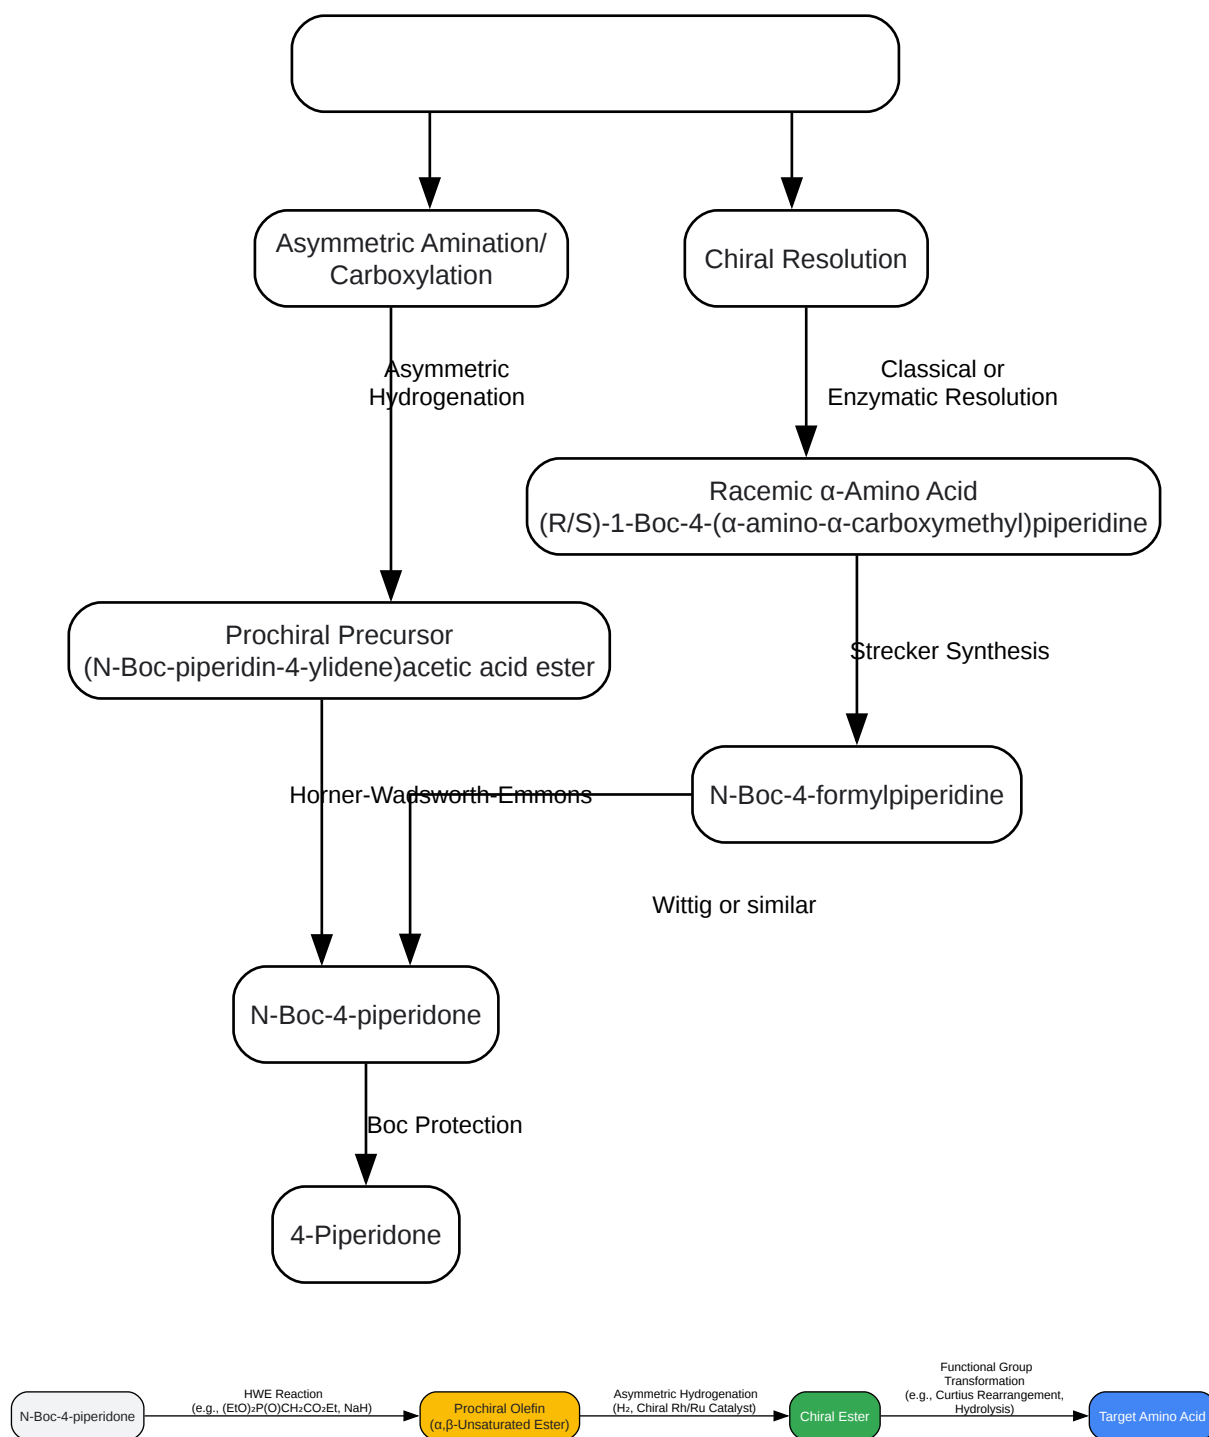 Asymmetric Amination/
Carboxylation
Chiral Resolution
Asymmetric
Hydrogenation
Classical or
Enzymatic Resolution
Racemic α-Amino Acid
(R/S)-1-Boc-4-(α-amino-α-carboxymethyl)piperidine
Prochiral Precursor
(N-Boc-piperidin-4-ylidene)acetic acid ester
Strecker Synthesis
Horner-Wadsworth-Emmons
N-Boc-4-formylpiperidine
Wittig or similar
N-Boc-4-piperidone
Boc Protection
4-Piperidone
N-Boc-4-piperidone
HWE Reaction
(e.g., (EtO)₂P(O)CH₂CO₂Et, NaH)
Prochiral Olefin
(α,β-Unsaturated Ester)
Asymmetric Hydrogenation
(H₂, Chiral Rh/Ru Catalyst)
Chiral Ester
Functional Group
Transformation
(e.g., Curtius Rearrangement,
Hydrolysis)
Target Amino Acid